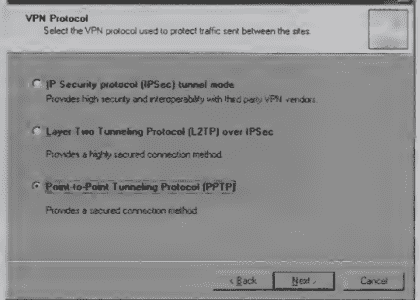 VPN Protocol
Select the VPN protocol used to protect traffic sent between the sites.
IP Security protocol (IPSec) tunnel mode
Provides high security and interoperability with third party VPN vendors.
Layer Two Tunneling Protocol (L2TP) over IPSec
Provides a highly secured connection method.
Point-to-Point Tunneling Protocol (PPTP)
Provides a secured connection method.
< Back Next > Cancel